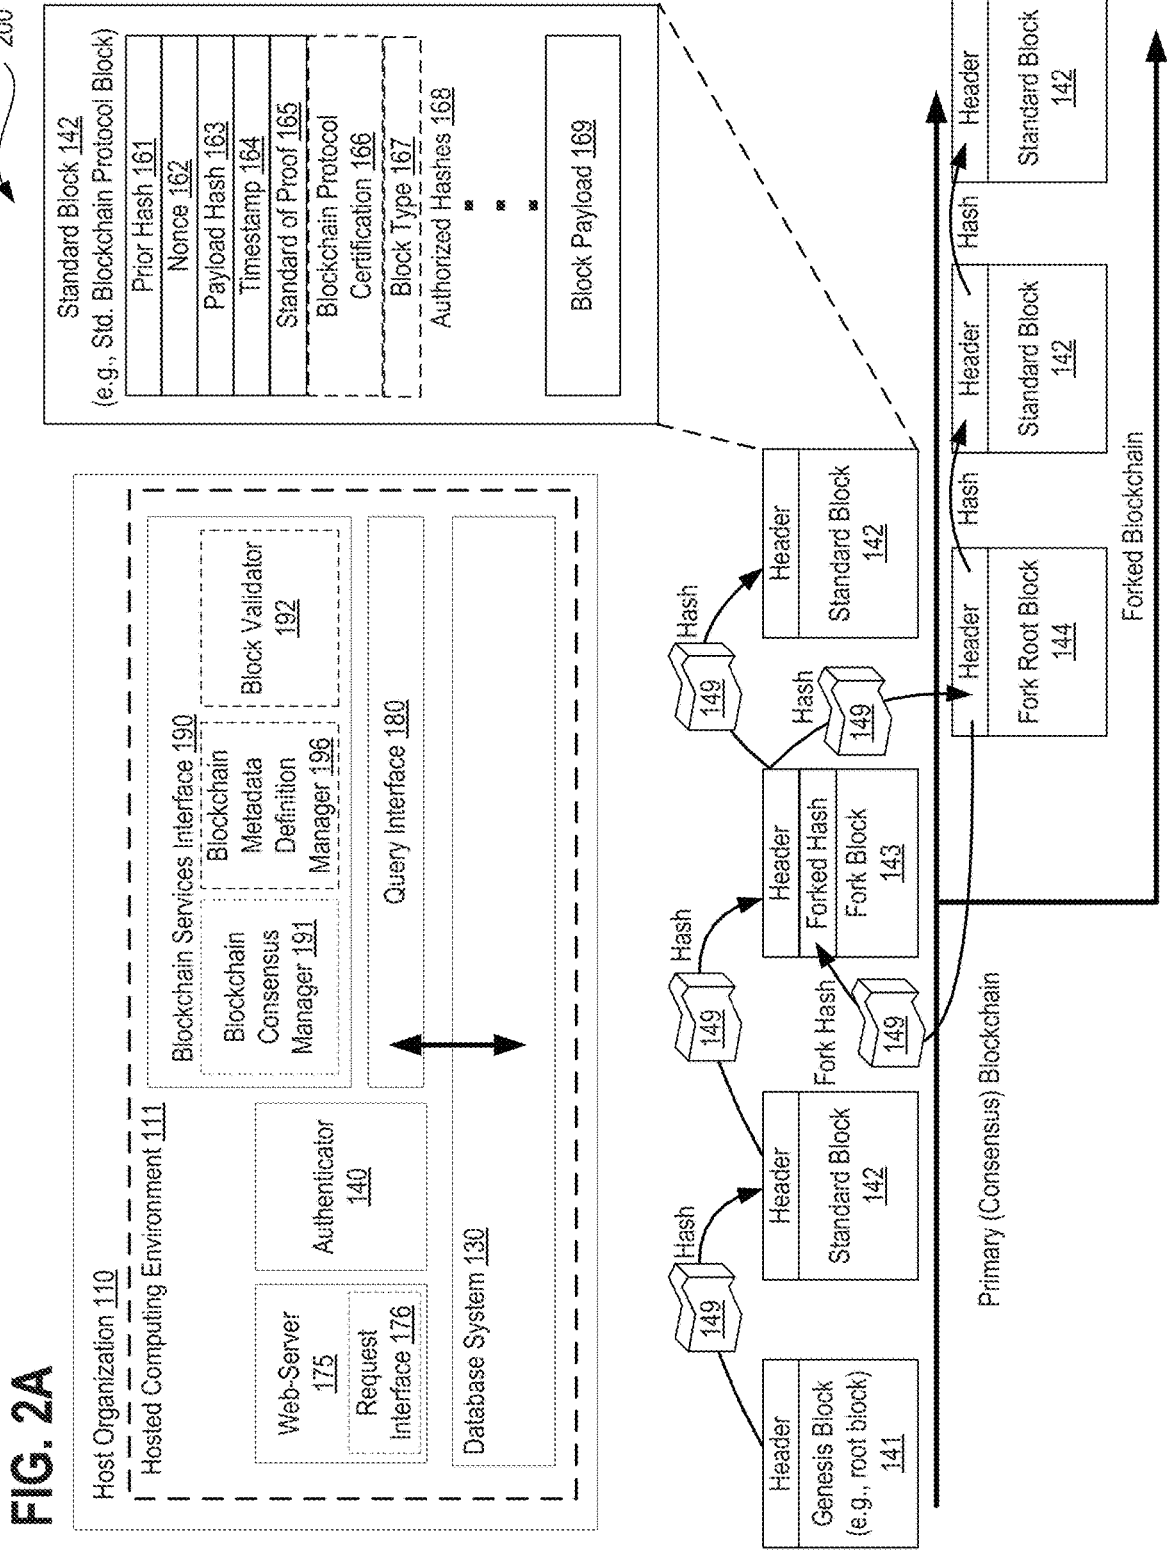 FIG. 2A
200
Host Organization 110
Hosted Computing Environment 111
Web-Server
175
Request
Interface 176
Authenticator
140
Blockchain Services Interface 190
Blockchain
Consensus
Manager 191
Blockchain
Metadata
Definition
Manager 196
Block Validator
192
Query Interface 180
Database System 130
Standard Block 142
(e.g., Std. Blockchain Protocol Block)
Prior Hash 161
Nonce 162
Payload Hash 163
Timestamp 164
Standard of Proof 165
Blockchain Protocol
Certification 166
Block Type 167
Authorized Hashes 168
Block Payload 169
Header
Genesis Block
(e.g., root block)
141
149
Hash
Header
Standard Block
142
149
Hash
Fork Hash
149
Header
Forked Hash
Fork Block
143
149
Hash
Hash
149
Header
Standard Block
142
Primary (Consensus) Blockchain
Header
Fork Root Block
144
Hash
Header
Standard Block
142
Hash
Header
Standard Block
142
Forked Blockchain